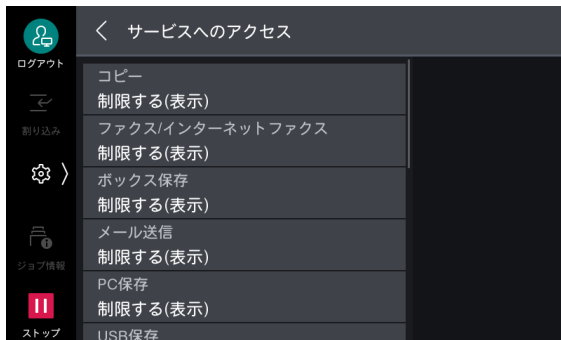 サービスへのアクセス
ログアウト
割り込み
ジョブ情報
ストップ
コピー
制限する(表示)
ファクス/インターネットファクス
制限する(表示)
ボックス保存
制限する(表示)
メール送信
制限する(表示)
PC保存
制限する(表示)
USB保存